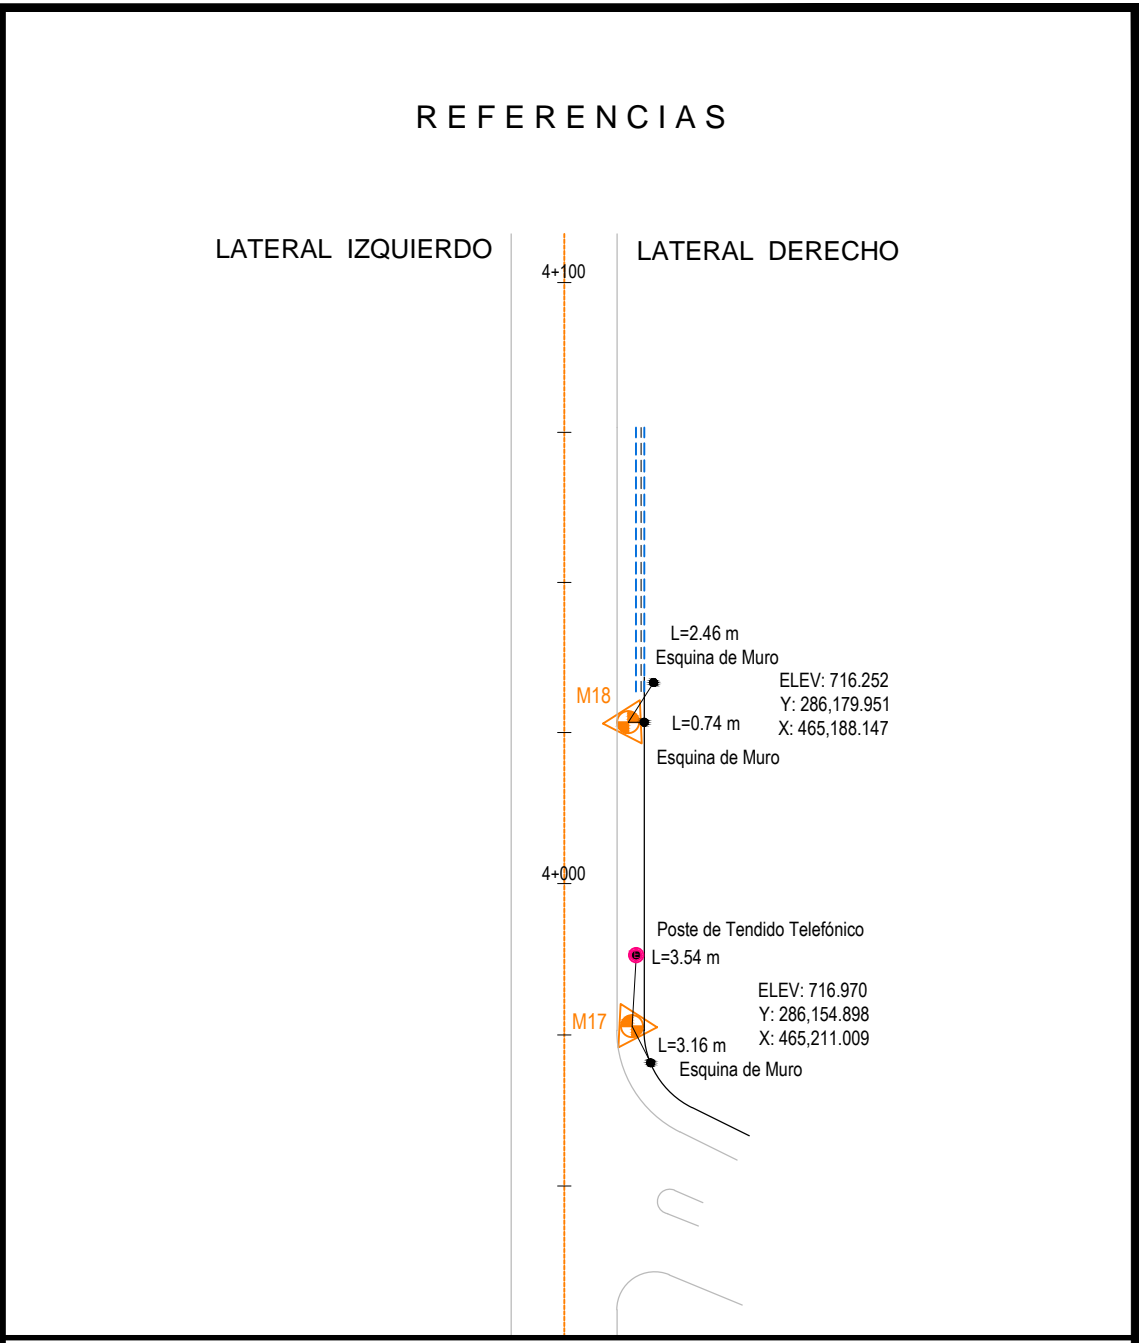 REFERENCIAS
LATERAL IZQUIERDO
LATERAL DERECHO
4+100
L=2.46 m
Esquina de Muro
ELEV: 716.252
Y: 286,179.951
X: 465,188.147
M18
L=0.74 m
Esquina de Muro
4+000
Poste de Tendido Telefónico
L=3.54 m
ELEV: 716.970
Y: 286,154.898
X: 465,211.009
M17
L=3.16 m
Esquina de Muro